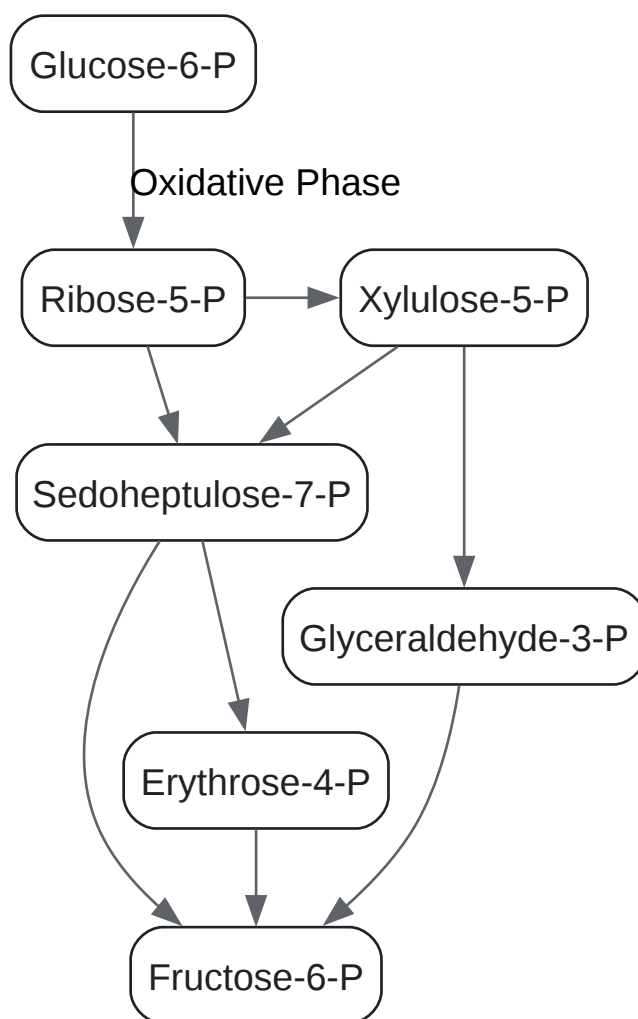 Glucose-6-P
Oxidative Phase
Ribose-5-P
Xylulose-5-P
Sedoheptulose-7-P
Glyceraldehyde-3-P
Erythrose-4-P
Fructose-6-P